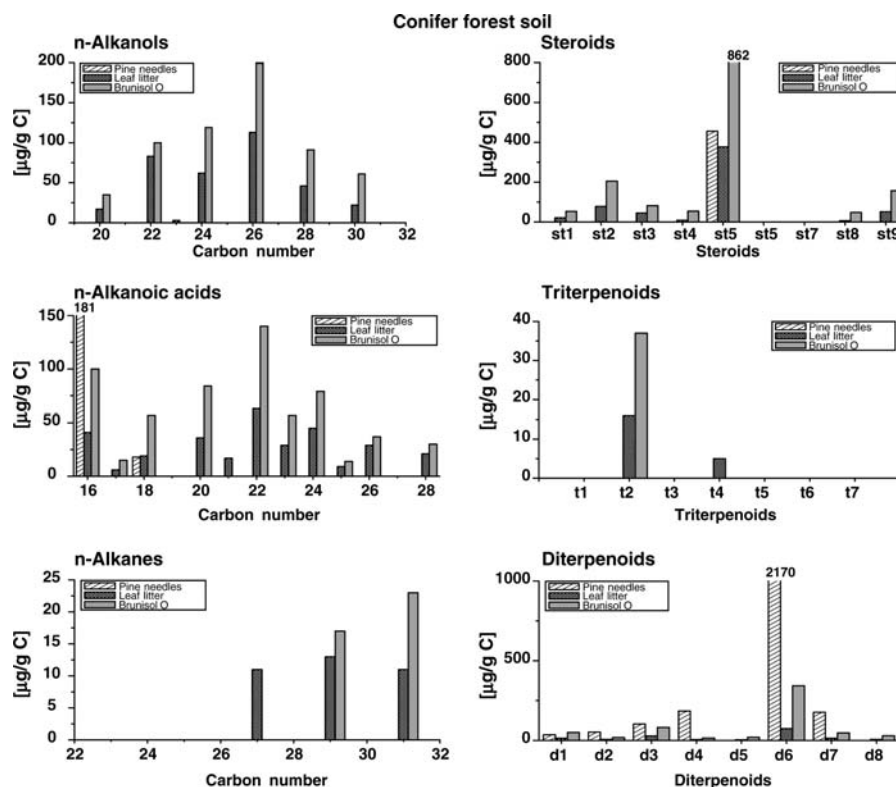 Conifer forest soil
n-Alkanols
[µg/g C]
200
150
100
50
0
Pine needles
Leaf litter
Brunisol O
20 22 24 26 28 30 32
Carbon number
Steroids
862
[µg/g C]
800
600
400
200
0
Pine needles
Leaf litter
Brunisol O
st1 st2 st3 st4 st5 st5 st7 st8 st9
Steroids
n-Alkanoic acids
181
[µg/g C]
150
100
50
0
Pine needles
Leaf litter
Brunisol O
16 18 20 22 24 26 28
Carbon number
Triterpenoids
[µg/g C]
40
30
20
10
0
Pine needles
Leaf litter
Brunisol O
t1 t2 t3 t4 t5 t6 t7
Triterpenoids
n-Alkanes
[µg/g C]
25
20
15
10
5
0
Pine needles
Leaf litter
Brunisol O
22 24 26 28 30 32
Carbon number
Diterpenoids
2170
[µg/g C]
1000
500
0
Pine needles
Leaf litter
Brunisol O
d1 d2 d3 d4 d5 d6 d7 d8
Diterpenoids